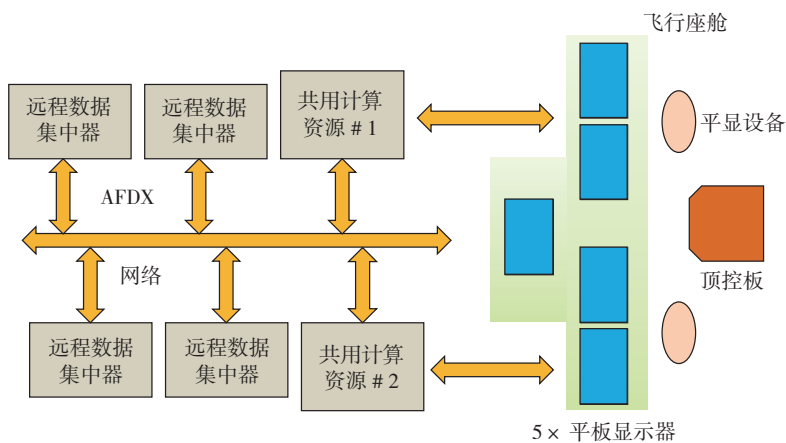 飞行座舱
远程数据
集中器
远程数据
集中器
共用计算
资源 # 1
平显设备
AFDX
网络
顶控板
远程数据
集中器
远程数据
集中器
共用计算
资源 # 2
5 × 平板显示器